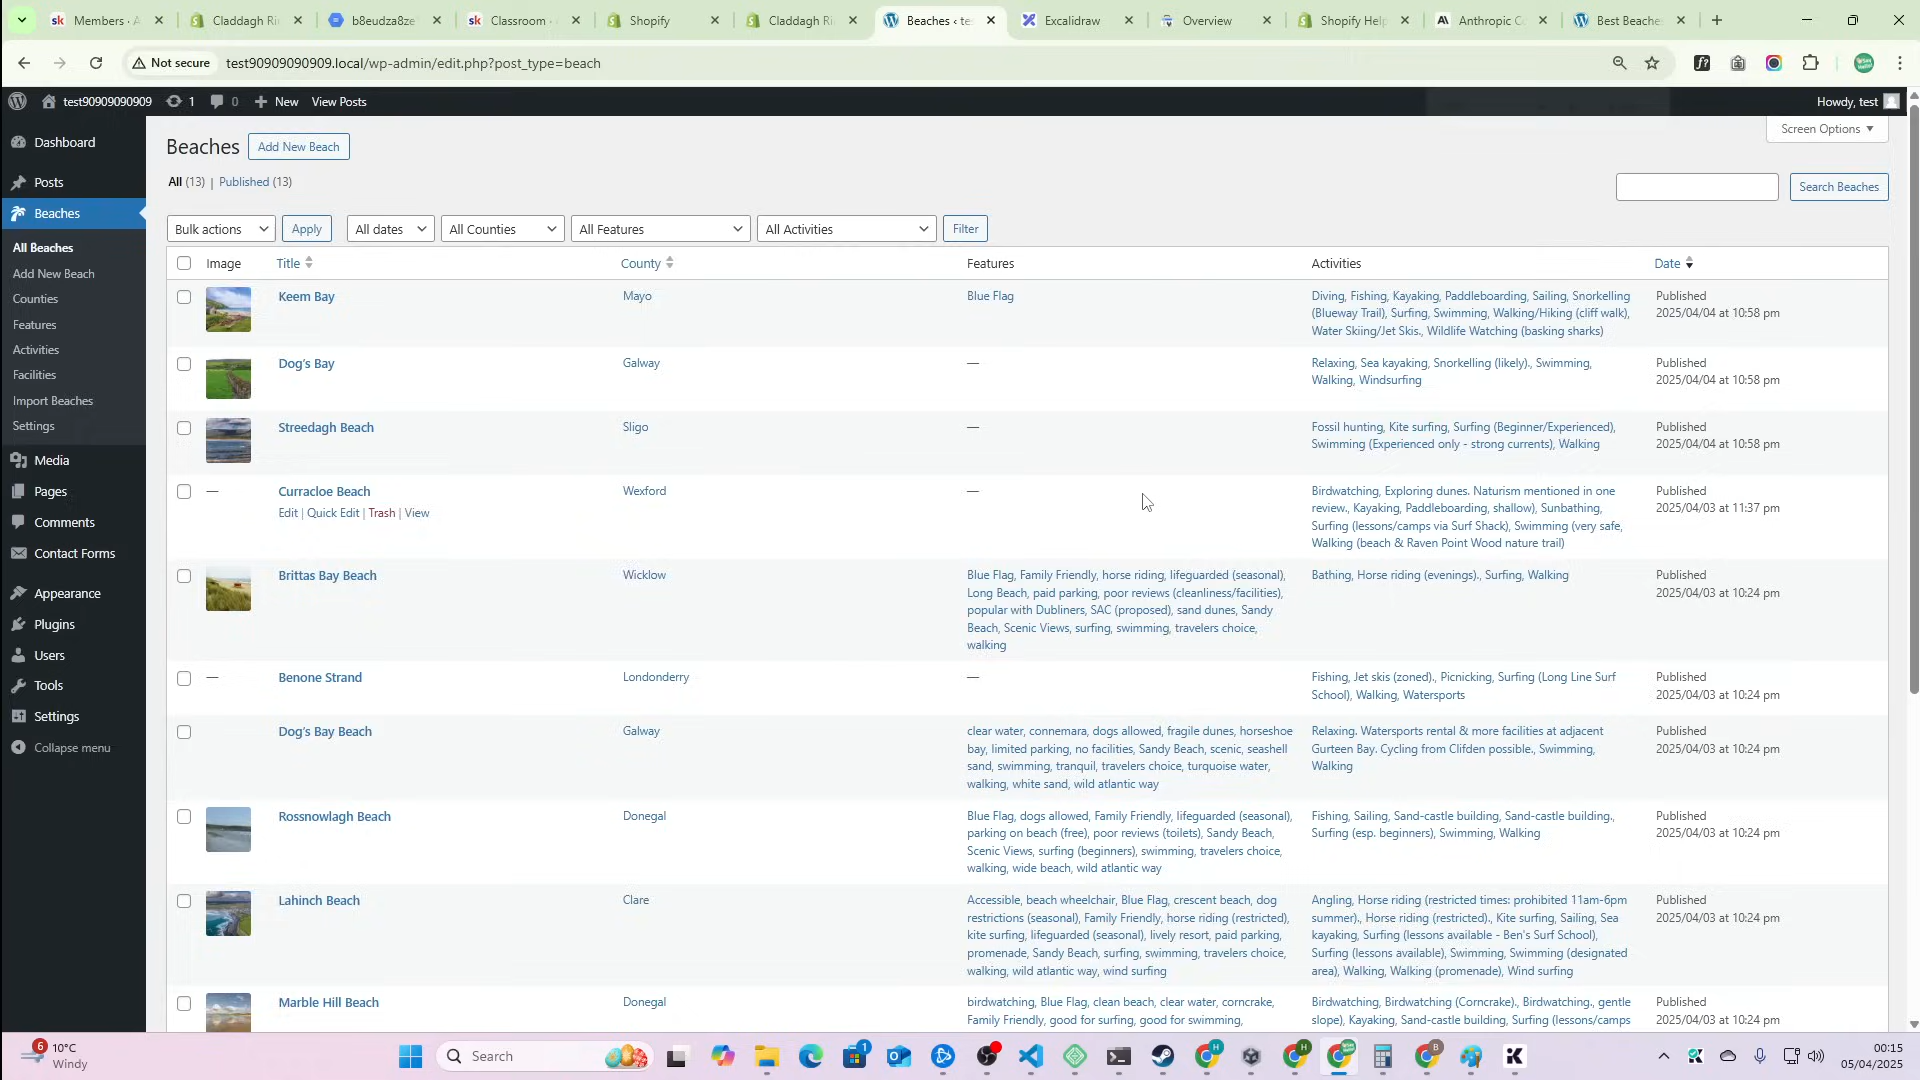 Members · A
Claddagh Ri
b8eudza8ze
Classroom ·
Shopify
Claddagh Ri
Beaches ‹ te
Excalidraw
Overview
Shopify Help
Anthropic C
Best Beache
Not secure
test90909090909.local/wp-admin/edit.php?post_type=beach
test90909090909
1
0
New
View Posts
Howdy, test
Dashboard
Posts
Beaches
All Beaches
Add New Beach
Counties
Features
Activities
Facilities
Import Beaches
Settings
Media
Pages
Comments
Contact Forms
Appearance
Plugins
Users
Tools
Settings
Collapse menu
Beaches
Add New Beach
Screen Options
All (13) | Published (13)
Search Beaches
Bulk actions
Apply
All dates
All Counties
All Features
All Activities
Filter
Image
Title
County
Features
Activities
Date
Keem Bay
Mayo
Blue Flag
Diving, Fishing, Kayaking, Paddleboarding, Sailing, Snorkelling
(Blueway Trail), Surfing, Swimming, Walking/Hiking (cliff walk),
Water Skiing/Jet Skis., Wildlife Watching (basking sharks)
Published
2025/04/04 at 10:58 pm
Dog’s Bay
Galway
—
Relaxing, Sea kayaking, Snorkelling (likely)., Swimming,
Walking, Windsurfing
Published
2025/04/04 at 10:58 pm
Streedagh Beach
Sligo
—
Fossil hunting, Kite surfing, Surfing (Beginner/Experienced),
Swimming (Experienced only - strong currents), Walking
Published
2025/04/04 at 10:58 pm
—
Curracloe Beach
Edit | Quick Edit | Trash | View
Wexford
—
Birdwatching, Exploring dunes. Naturism mentioned in one
review., Kayaking, Paddleboarding, shallow), Sunbathing,
Surfing (lessons/camps via Surf Shack), Swimming (very safe,
Walking (beach & Raven Point Wood nature trail)
Published
2025/04/03 at 11:37 pm
Brittas Bay Beach
Wicklow
Blue Flag, Family Friendly, horse riding, lifeguarded (seasonal),
Long Beach, paid parking, poor reviews (cleanliness/facilities),
popular with Dubliners, SAC (proposed), sand dunes, Sandy
Beach, Scenic Views, surfing, swimming, travelers choice,
walking
Bathing, Horse riding (evenings)., Surfing, Walking
Published
2025/04/03 at 10:24 pm
—
Benone Strand
Londonderry
—
Fishing, Jet skis (zoned)., Picnicking, Surfing (Long Line Surf
School), Walking, Watersports
Published
2025/04/03 at 10:24 pm
Dog’s Bay Beach
Galway
clear water, connemara, dogs allowed, fragile dunes, horseshoe
bay, limited parking, no facilities, Sandy Beach, scenic, seashell
sand, swimming, tranquil, travelers choice, turquoise water,
walking, white sand, wild atlantic way
Relaxing. Watersports rental & more facilities at adjacent
Gurteen Bay. Cycling from Clifden possible., Swimming,
Walking
Published
2025/04/03 at 10:24 pm
Rossnowlagh Beach
Donegal
Blue Flag, dogs allowed, Family Friendly, lifeguarded (seasonal),
parking on beach (free), poor reviews (toilets), Sandy Beach,
Scenic Views, surfing (beginners), swimming, travelers choice,
walking, wide beach, wild atlantic way
Fishing, Sailing, Sand-castle building, Sand-castle building.,
Surfing (esp. beginners), Swimming, Walking
Published
2025/04/03 at 10:24 pm
Lahinch Beach
Clare
Accessible, beach wheelchair, Blue Flag, crescent beach, dog
restrictions (seasonal), Family Friendly, horse riding (restricted),
kite surfing, lifeguarded (seasonal), lively resort, paid parking,
promenade, Sandy Beach, surfing, swimming, travelers choice,
walking, wild atlantic way, wind surfing
Angling, Horse riding (restricted times: prohibited 11am-6pm
summer)., Horse riding (restricted)., Kite surfing, Sailing, Sea
kayaking, Surfing (lessons available - Ben's Surf School),
Surfing (lessons available), Swimming, Swimming (designated
area), Walking, Walking (promenade), Wind surfing
Published
2025/04/03 at 10:24 pm
Marble Hill Beach
Donegal
birdwatching, Blue Flag, clean beach, clear water, corncrake,
Family Friendly, good for surfing, good for swimming,
Birdwatching, Birdwatching (Corncrake)., Birdwatching., gentle
slope), Kayaking, Sand-castle building, Surfing (lessons/camps
Published
2025/04/03 at 10:24 pm
6
10°C
Windy
Search
1
H
H
B
00:15
05/04/2025